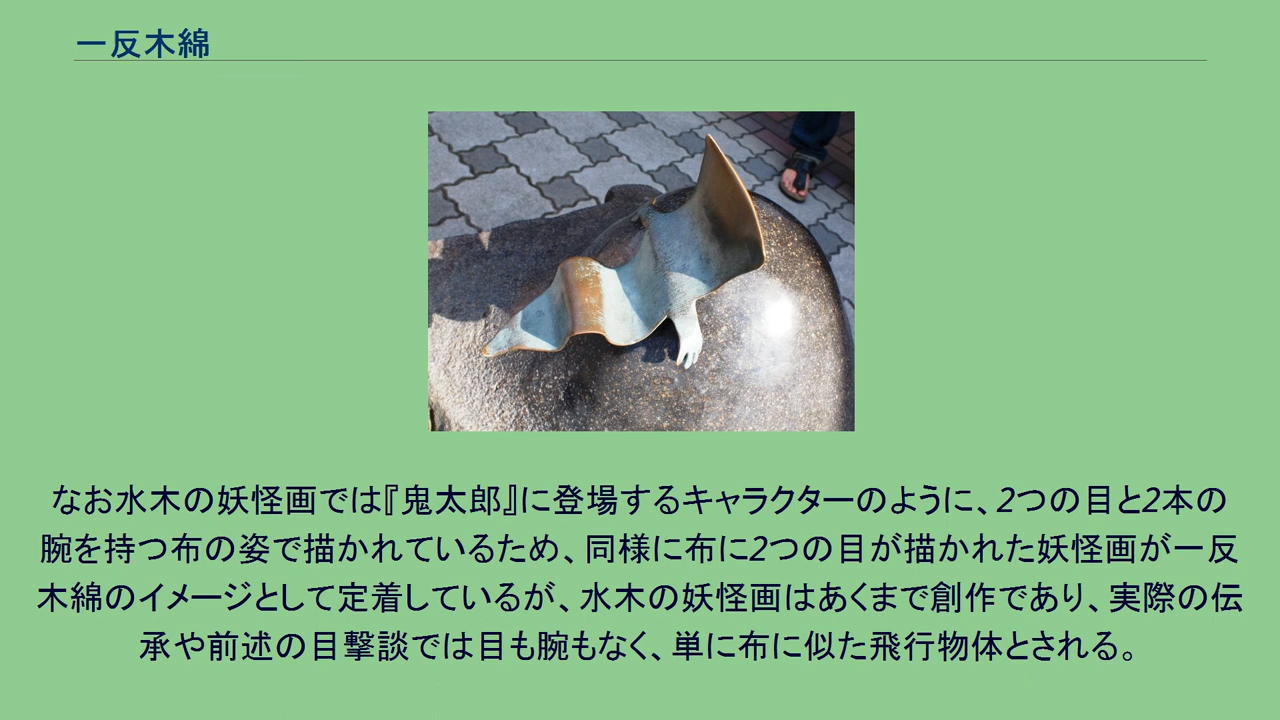 一反木綿
なお水木の妖怪画では『鬼太郎』に登場するキャラクターのように、2つの目と2本の
腕を持つ布の姿で描かれているため、同様に布に2つの目が描かれた妖怪画が一反
木綿のイメージとして定着しているが、水木の妖怪画はあくまで創作であり、実際の伝
承や前述の目撃談では目も腕もなく、単に布に似た飛行物体とされる。